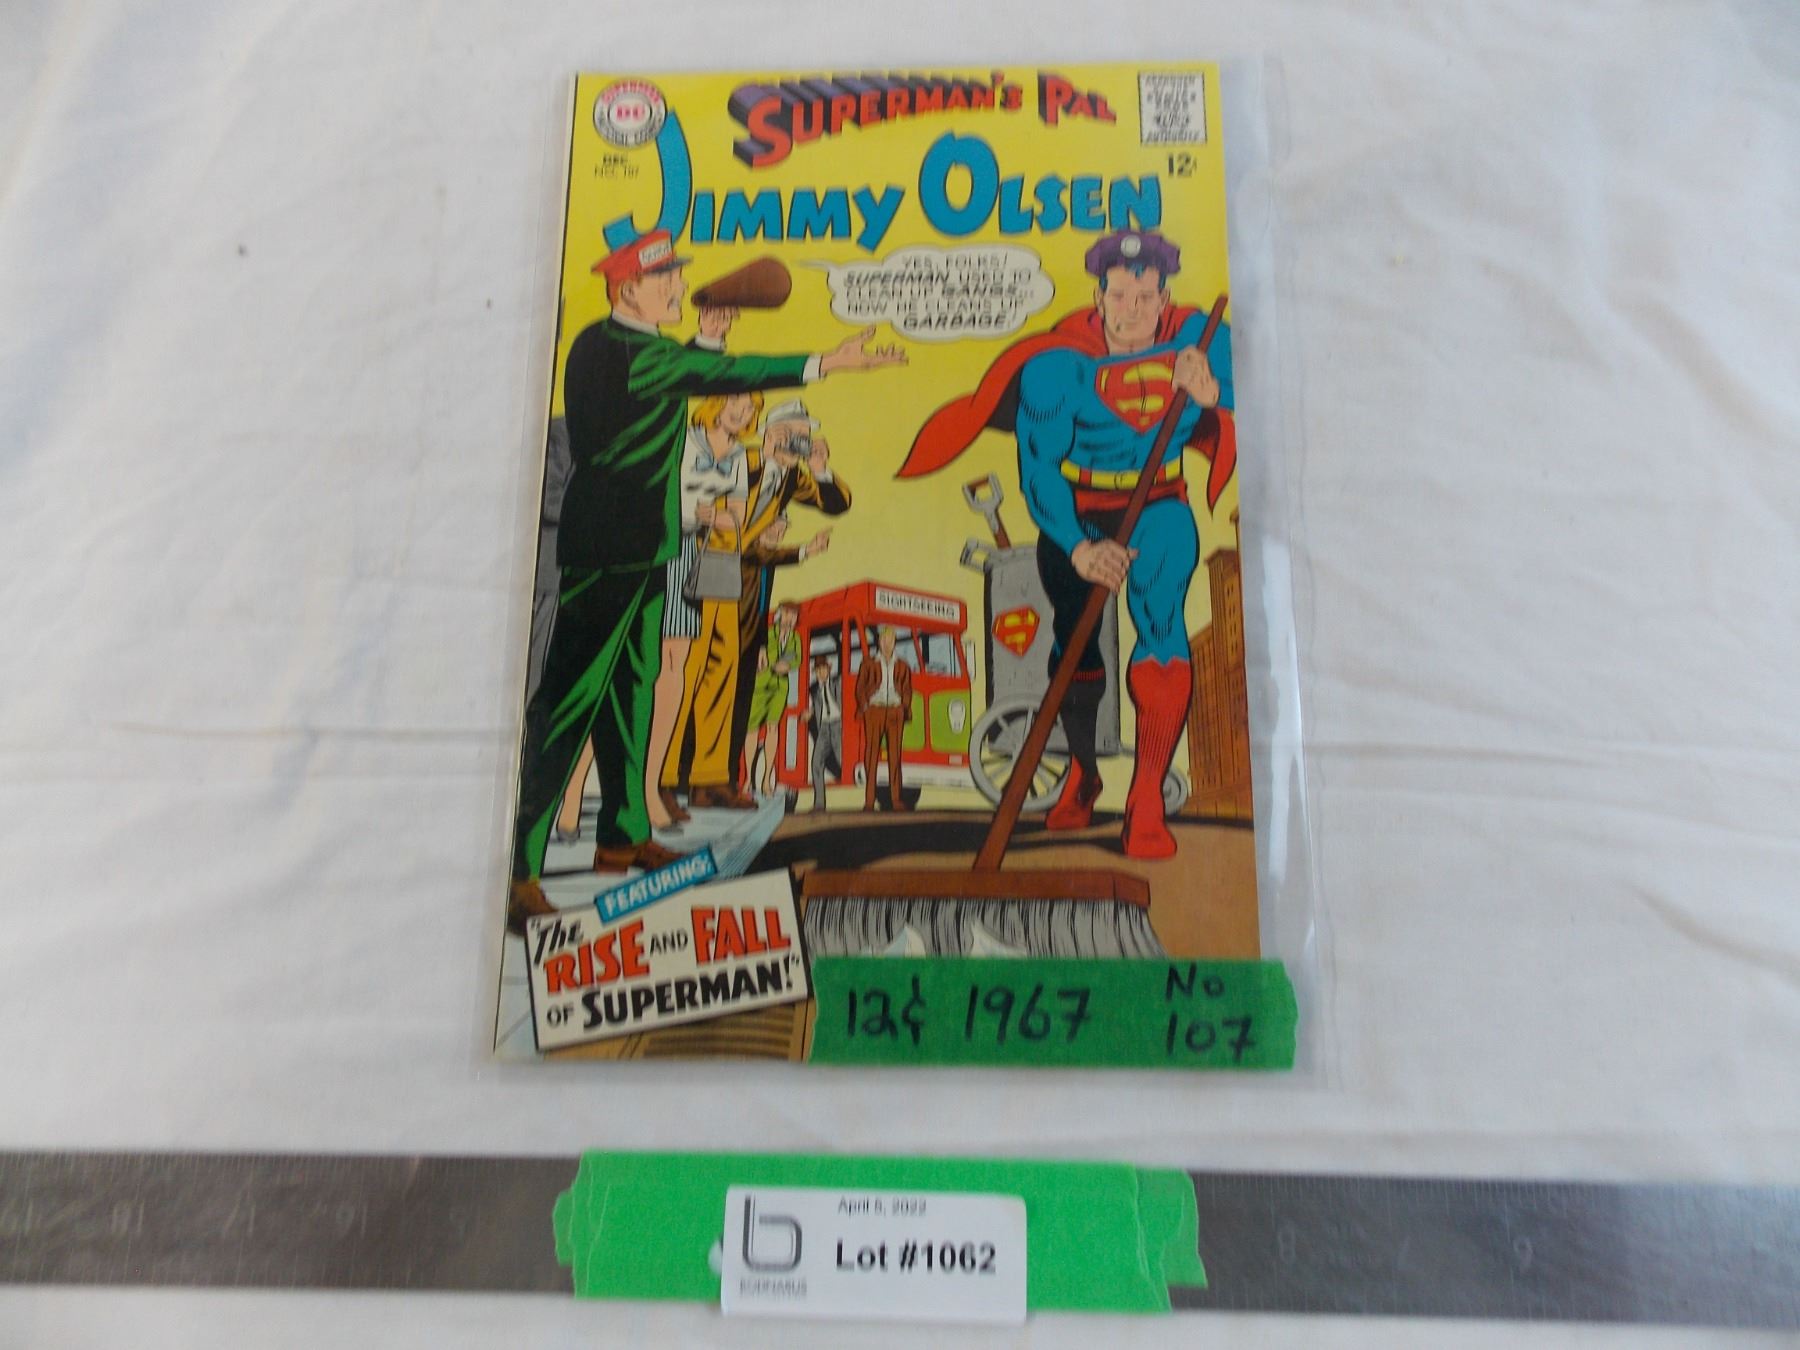 SUPERMAN'S PAL
JIMMY OLSEN
DC
DEC.
NO. 107
12¢
YES, FOLKS!
SUPERMAN USED TO
CLEAN UP GANGS...
NOW HE CLEANS UP
GARBAGE!
SIGHTSEEING
FEATURING:
"The
RISE AND FALL
OF SUPERMAN!"
12¢ 1967 No
107
April 5, 2022
Lot #1062